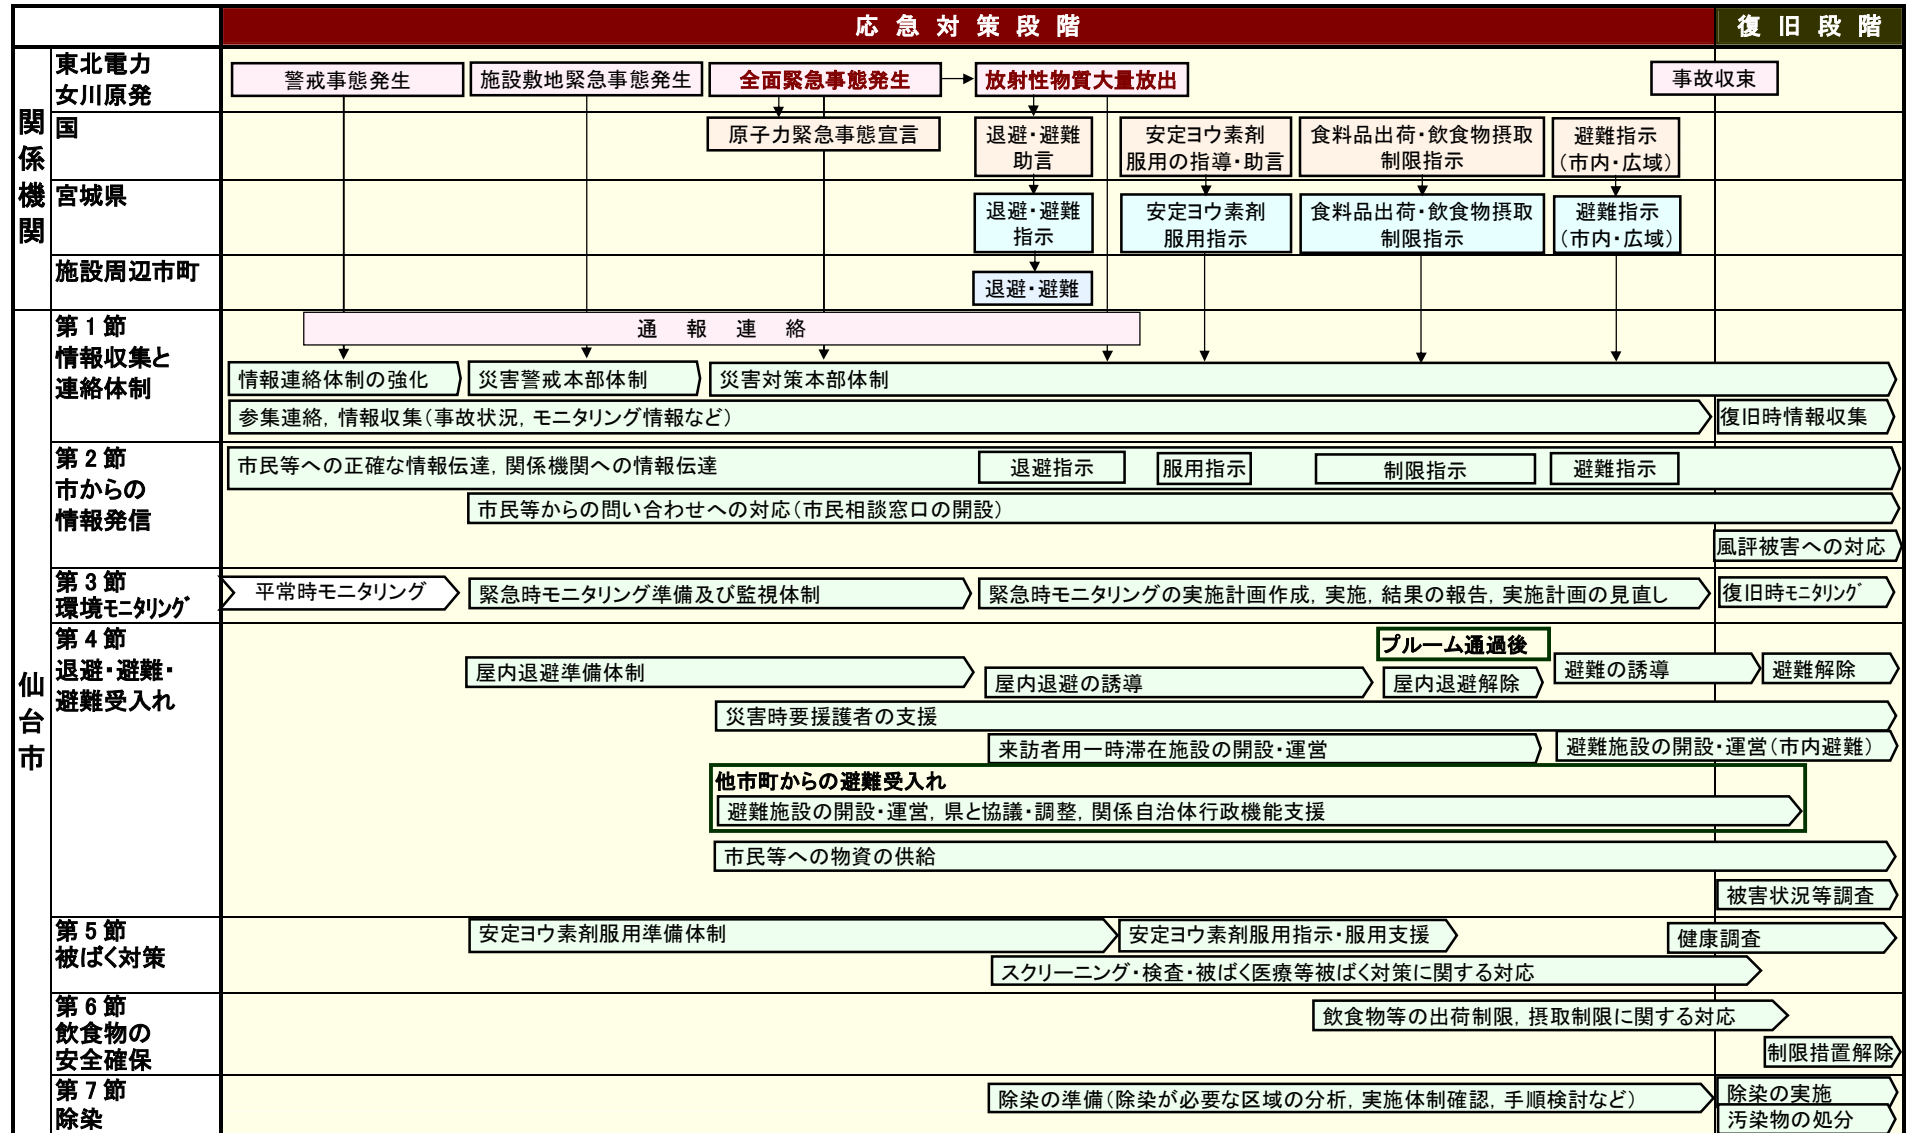 応急対策段階
復旧段階
関係機関
東北電力
女川原発
警戒事態発生
施設敷地緊急事態発生
全面緊急事態発生
放射性物質大量放出
事故収束
国
原子力緊急事態宣言
退避・避難
助言
安定ヨウ素剤
服用の指導・助言
食料品出荷・飲食物摂取
制限指示
避難指示
(市内・広域)
宮城県
退避・避難
指示
安定ヨウ素剤
服用指示
食料品出荷・飲食物摂取
制限指示
避難指示
(市内・広域)
施設周辺市町
退避・避難
仙台市
第1節
情報収集と
連絡体制
通報連絡
情報連絡体制の強化
災害警戒本部体制
災害対策本部体制
参集連絡，情報収集（事故状況，モニタリング情報など）
復旧時情報収集
第2節
市からの
情報発信
市民等への正確な情報伝達，関係機関への情報伝達
退避指示
服用指示
制限指示
避難指示
市民等からの問い合わせへの対応（市民相談窓口の開設）
風評被害への対応
第3節
環境ﾓﾆﾀﾘﾝｸﾞ
平常時モニタリング
緊急時モニタリング準備及び監視体制
緊急時モニタリングの実施計画作成，実施，結果の報告，実施計画の見直し
復旧時ﾓﾆﾀﾘﾝｸﾞ
第4節
退避・避難・
避難受入れ
プルーム通過後
屋内退避準備体制
屋内退避の誘導
屋内退避解除
避難の誘導
避難解除
災害時要援護者の支援
来訪者用一時滞在施設の開設・運営
避難施設の開設・運営（市内避難）
他市町からの避難受入れ
避難施設の開設・運営，県と協議・調整，関係自治体行政機能支援
市民等への物資の供給
被害状況等調査
第5節
被ばく対策
安定ヨウ素剤服用準備体制
安定ヨウ素剤服用指示・服用支援
健康調査
スクリーニング・検査・被ばく医療等被ばく対策に関する対応
第6節
飲食物の
安全確保
飲食物等の出荷制限，摂取制限に関する対応
制限措置解除
第7節
除染
除染の準備（除染が必要な区域の分析，実施体制確認，手順検討など）
除染の実施
汚染物の処分